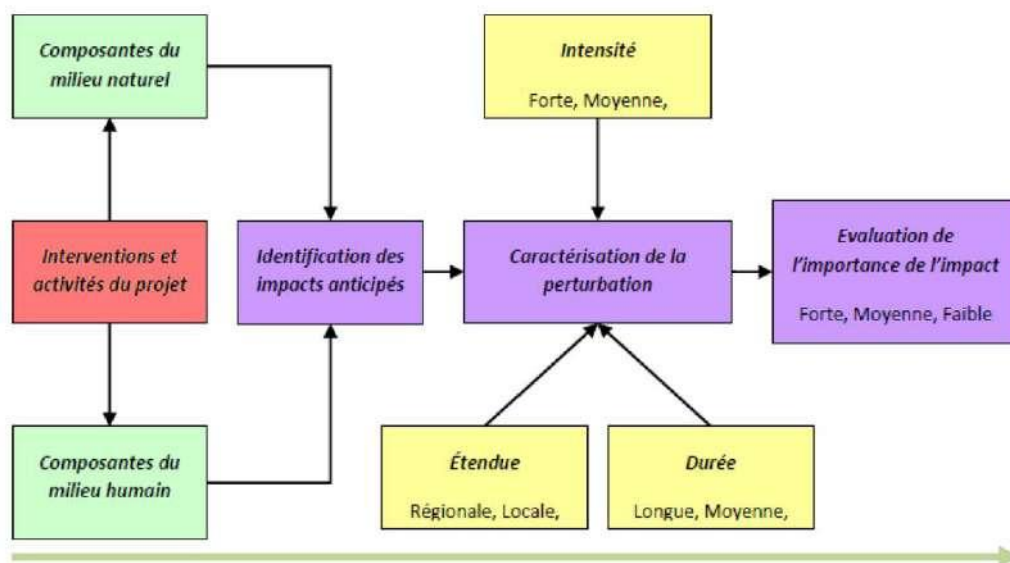 Composantes du
milieu naturel
Intensité
Forte, Moyenne,
Interventions et
activités du projet
Identification des
impacts anticipés
Caractérisation de la
perturbation
Evaluation de
l'importance de l'impact
Forte, Moyenne, Faible
Composantes du
milieu humain
Étendue
Régionale, Locale,
Durée
Longue, Moyenne,